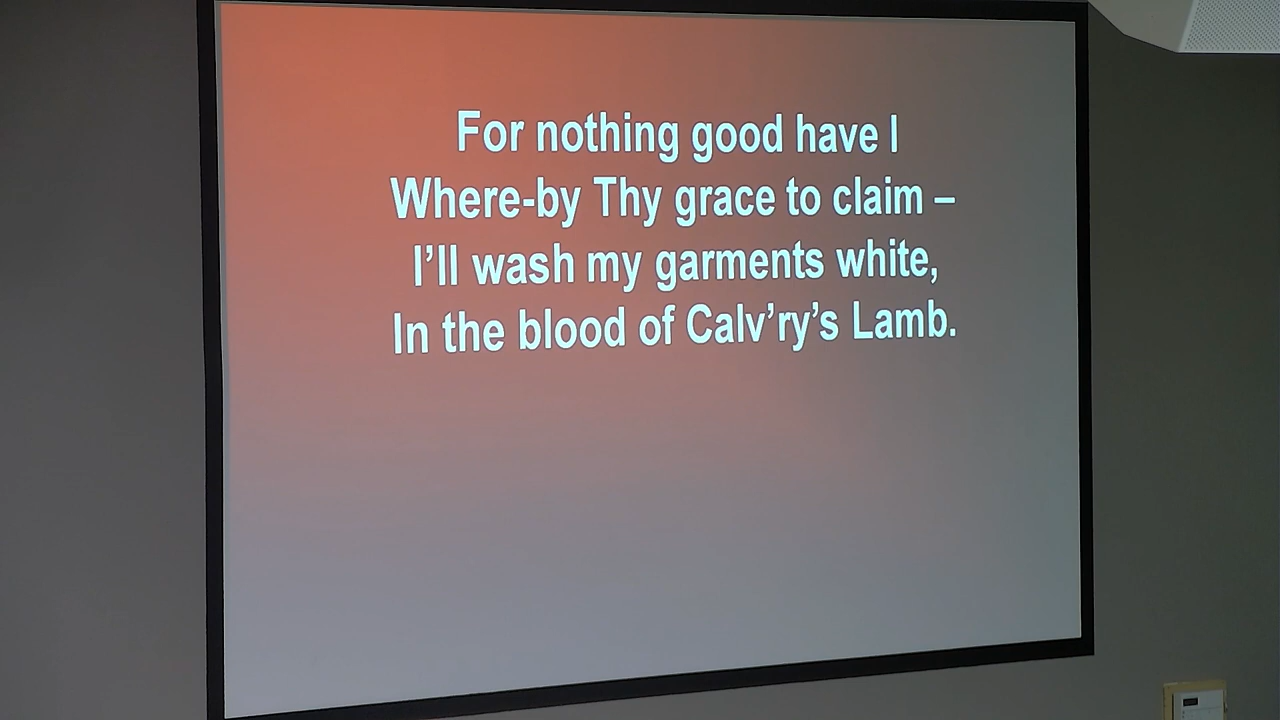 For nothing good have I
Where-by Thy grace to claim –
I’ll wash my garments white,
In the blood of Calv’ry’s Lamb.